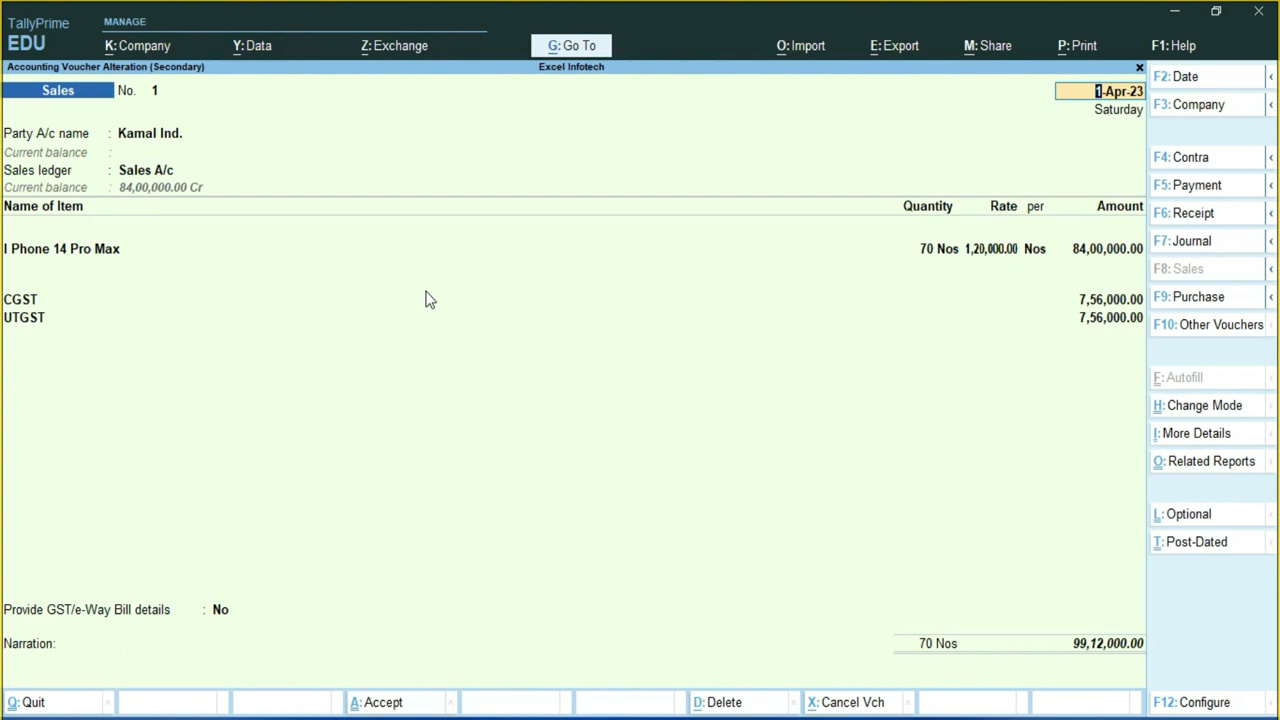 TallyPrime
EDU
MANAGE
K: Company
Y: Data
Z: Exchange
G: Go To
O: Import
E: Export
M: Share
P: Print
F1: Help
Accounting Voucher Alteration (Secondary)
Excel Infotech
x
Sales No. 1
1-Apr-23
Saturday
Party A/c name : Kamal Ind.
Current balance :
Sales ledger : Sales A/c
Current balance : 84,00,000.00 Cr
Name of Item Quantity Rate per Amount
I Phone 14 Pro Max 70 Nos 1,20,000.00 Nos 84,00,000.00
CGST 7,56,000.00
UTGST 7,56,000.00
Provide GST/e-Way Bill details : No
Narration: 70 Nos 99,12,000.00
F2: Date
F3: Company
F4: Contra
F5: Payment
F6: Receipt
F7: Journal
F8: Sales
F9: Purchase
F10: Other Vouchers
F: Autofill
H: Change Mode
I: More Details
O: Related Reports
L: Optional
T: Post-Dated
Q: Quit
A: Accept
D: Delete
X: Cancel Vch
F12: Configure